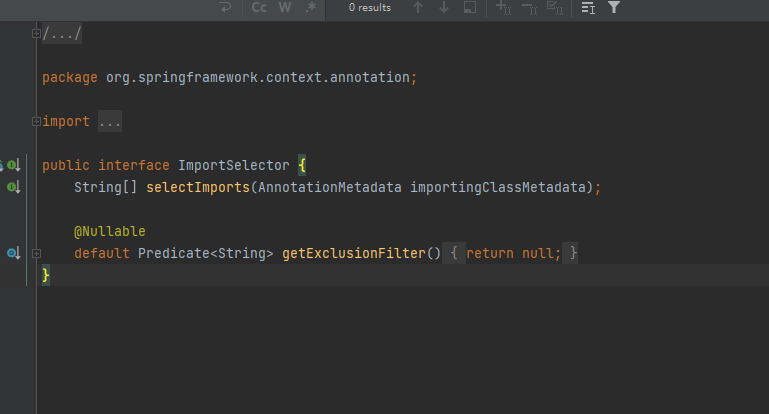 Cc W .* 0 results
/.../
package org.springframework.context.annotation;
import ...
public interface ImportSelector {
String[] selectImports(AnnotationMetadata importingClassMetadata);
@Nullable
default Predicate<String> getExclusionFilter() { return null; }
}